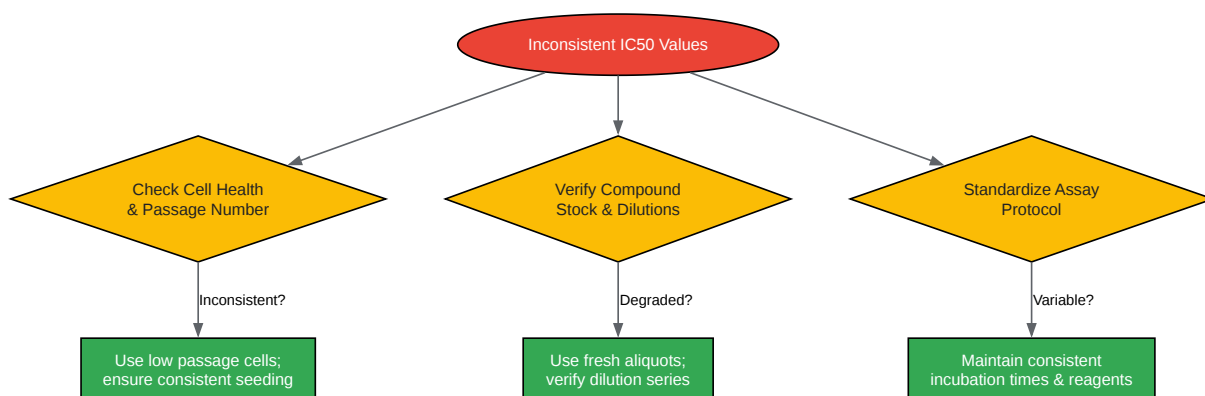 Inconsistent IC50 Values
Check Cell Health
& Passage Number
Verify Compound
Stock & Dilutions
Standardize Assay
Protocol
Inconsistent?
Degraded?
Variable?
Use low passage cells;
ensure consistent seeding
Use fresh aliquots;
verify dilution series
Maintain consistent
incubation times & reagents